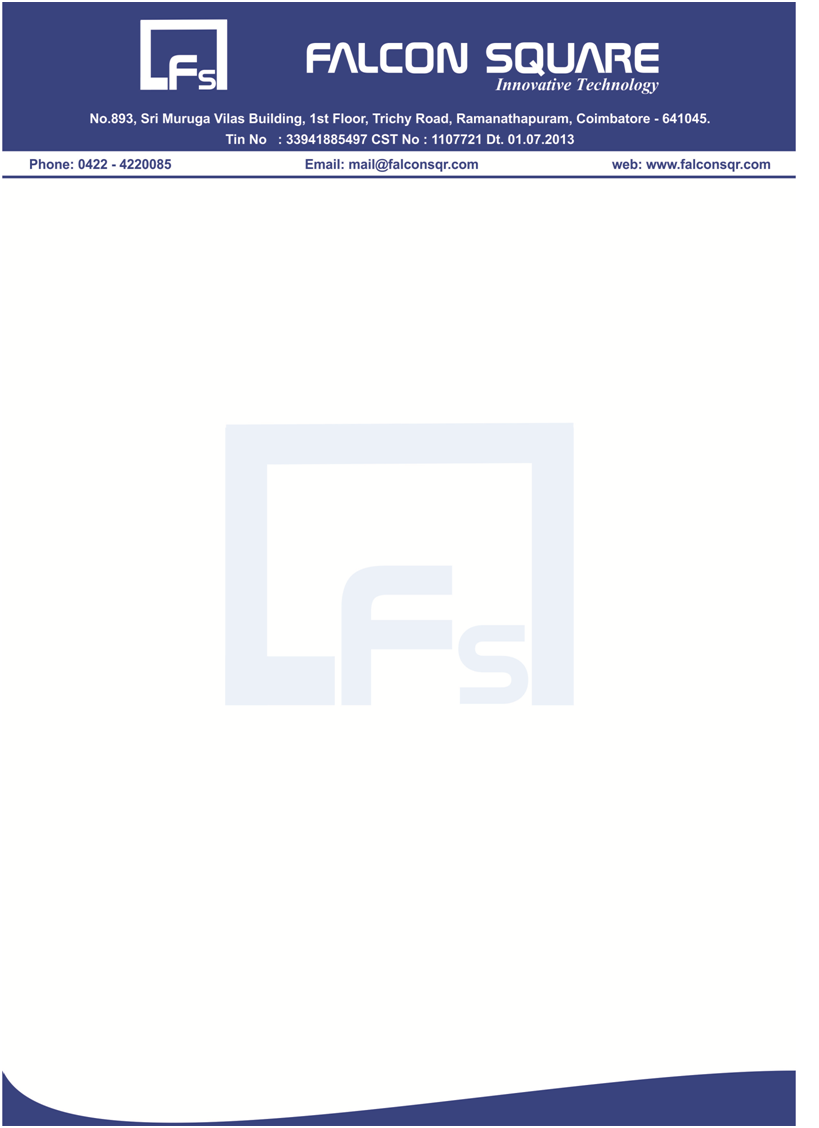 Fs
FALCON SQUARE
Innovative Technology
No.893, Sri Muruga Vilas Building, 1st Floor, Trichy Road, Ramanathapuram, Coimbatore - 641045.
Tin No : 33941885497 CST No : 1107721 Dt. 01.07.2013
Phone: 0422 - 4220085 Email: mail@falconsqr.com web: www.falconsqr.com
Fs